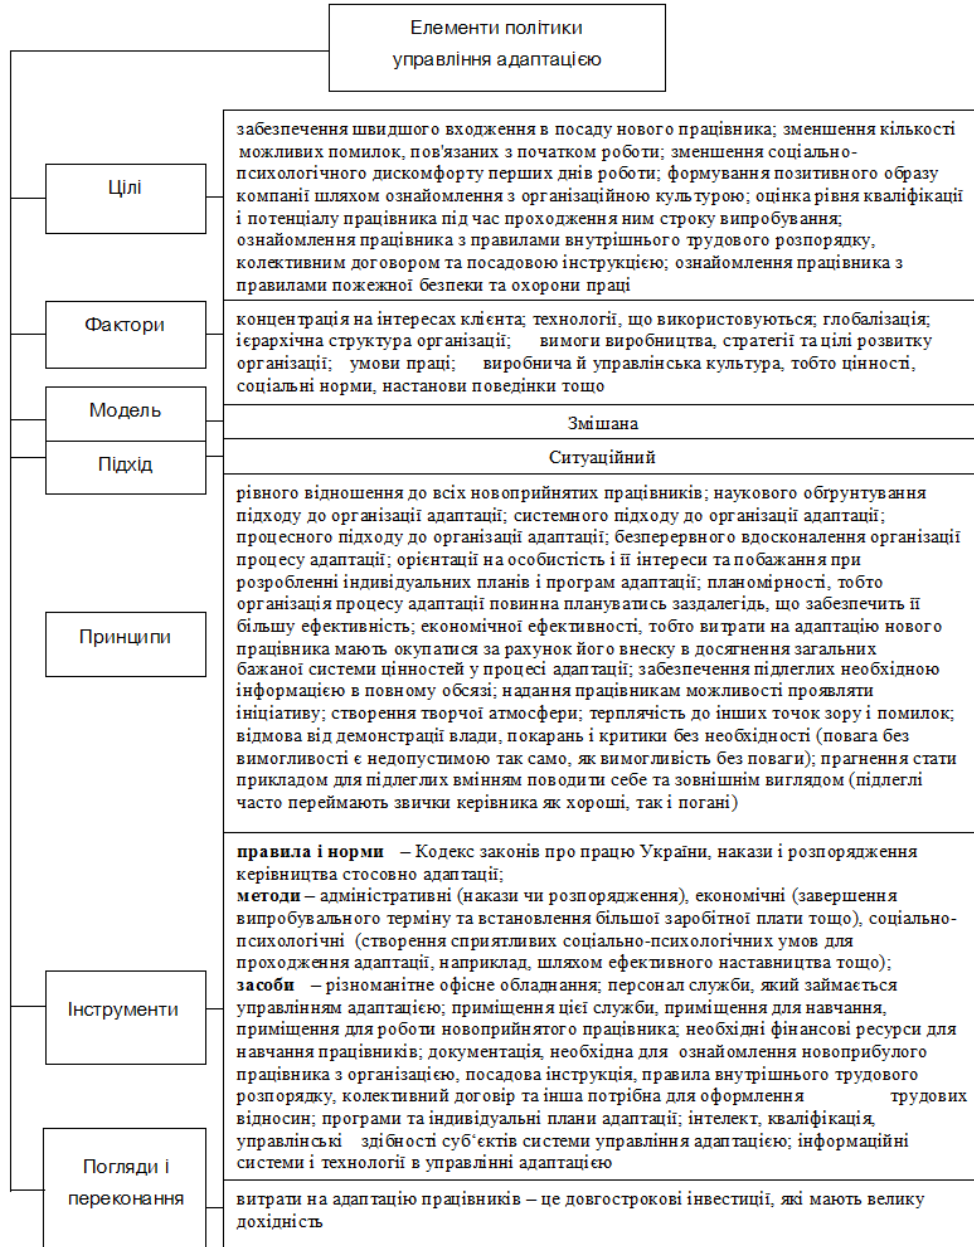 Елементи політики
управління адаптацією
Цілі
забезпечення швидшого входження в посаду нового працівника; зменшення кількості
можливих помилок, пов'язаних з початком роботи; зменшення соціально-
психологічного дискомфорту перших днів роботи; формування позитивного образу
компанії шляхом ознайомлення з організаційною культурою; оцінка рівня кваліфікації
і потенціалу працівника під час проходження ним строку випробування;
ознайомлення працівника з правилами внутрішнього трудового розпорядку,
колективним договором та посадовою інструкцією; ознайомлення працівника з
правилами пожежної безпеки та охорони праці
Фактори
концентрація на інтересах клієнта; технології, що використовуються; глобалізація;
ієрархічна структура організації; вимоги виробництва, стратегії та цілі розвитку
організації; умови праці; виробнича й управлінська культура, тобто цінності,
соціальні норми, настанови поведінки тощо
Модель
Змішана
Підхід
Ситуаційний
Принципи
рівного відношення до всіх новоприйнятих працівників; наукового обґрунтування
підходу до організації адаптації; системного підходу до організації адаптації;
процесного підходу до організації адаптації; безперервного вдосконалення організації
процесу адаптації; орієнтації на особистість і її інтереси та побажання при
розробленні індивідуальних планів і програм адаптації; планомірності, тобто
організація процесу адаптації повинна плануватись заздалегідь, що забезпечить її
більшу ефективність; економічної ефективності, тобто витрати на адаптацію нового
працівника мають окупатися за рахунок його внеску в досягнення загальних
бажаної системи цінностей у процесі адаптації; забезпечення підлеглих необхідною
інформацією в повному обсязі; надання працівникам можливості проявляти
ініціативу; створення творчої атмосфери; терплячість до інших точок зору і помилок;
відмова від демонстрації влади, покарань і критики без необхідності (повага без
вимогливості є недопустимою так само, як вимогливість без поваги); прагнення стати
прикладом для підлеглих вмінням поводити себе та зовнішнім виглядом (підлеглі
часто переймають звички керівника як хороші, так і погані)
Інструменти
правила і норми – Кодекс законів про працю України, накази і розпорядження
керівництва стосовно адаптації;
методи – адміністративні (накази чи розпорядження), економічні (завершення
випробувального терміну та встановлення більшої заробітної плати тощо), соціально-
психологічні (створення сприятливих соціально-психологічних умов для
проходження адаптації, наприклад, шляхом ефективного наставництва тощо);
засоби – різноманітне офісне обладнання; персонал служби, який займається
управлінням адаптацією; приміщення цієї служби, приміщення для навчання,
приміщення для роботи новоприйнятого працівника; необхідні фінансові ресурси для
навчання працівників; документація, необхідна для ознайомлення новоприбулого
працівника з організацією, посадова інструкція, правила внутрішнього трудового
розпорядку, колективний договір та інша потрібна для оформлення трудових
відносин; програми та індивідуальні плани адаптації; інтелект, кваліфікація,
управлінські здібності суб‘єктів системи управління адаптацією; інформаційні
системи і технології в управлінні адаптацією
Погляди і
переконання
витрати на адаптацію працівників – це довгострокові інвестиції, які мають велику
дохідність